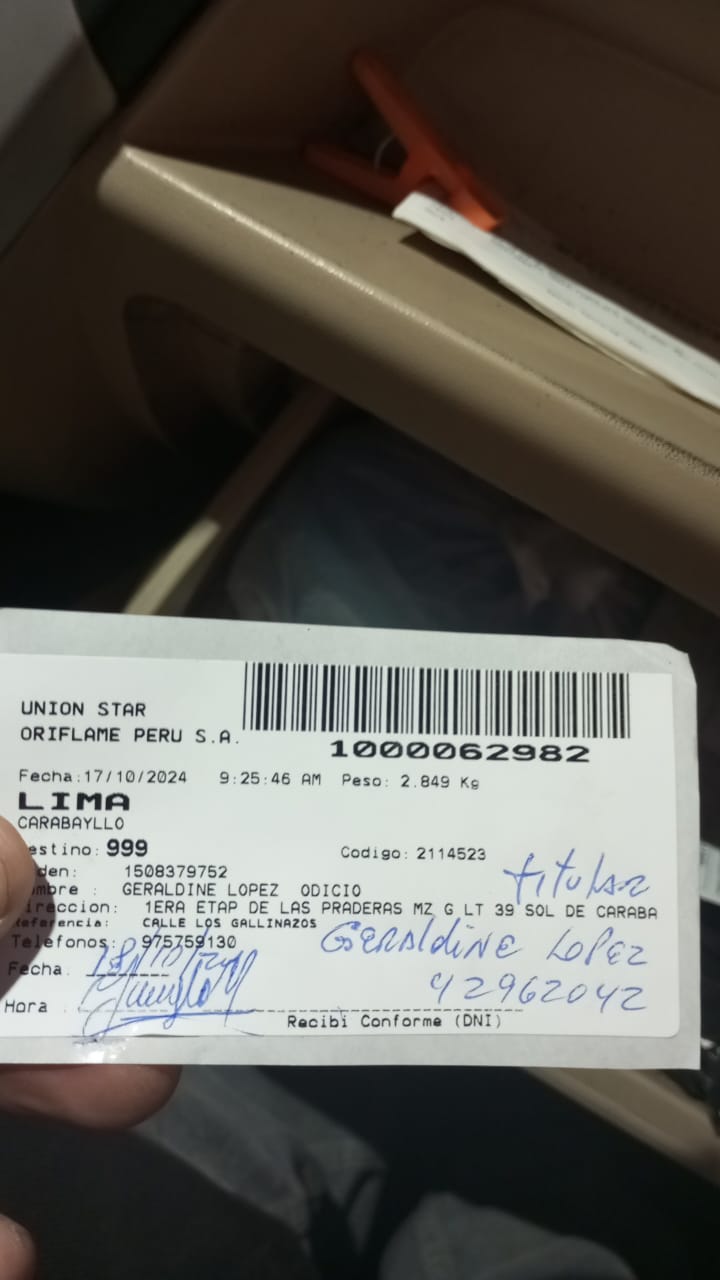 UNION STAR
ORIFLAME PERU S.A.
1000062982
Fecha:17/10/2024 9:25:46 AM Peso: 2.849 Kg
LIMA
CARABAYLLO
estino: 999 Codigo: 2114523
den: 1508379752
titular
ombre : GERALDINE LOPEZ ODICIO
ireccion: 1ERA ETAP DE LAS PRADERAS MZ G LT 39 SOL DE CARABA
Referencia: CALLE LOS GALLINAZOS
Telefonos: 975759130
GERAldiNE LOPEZ
Fecha.
42962042
Hora
Recibi Conforme (DNI)